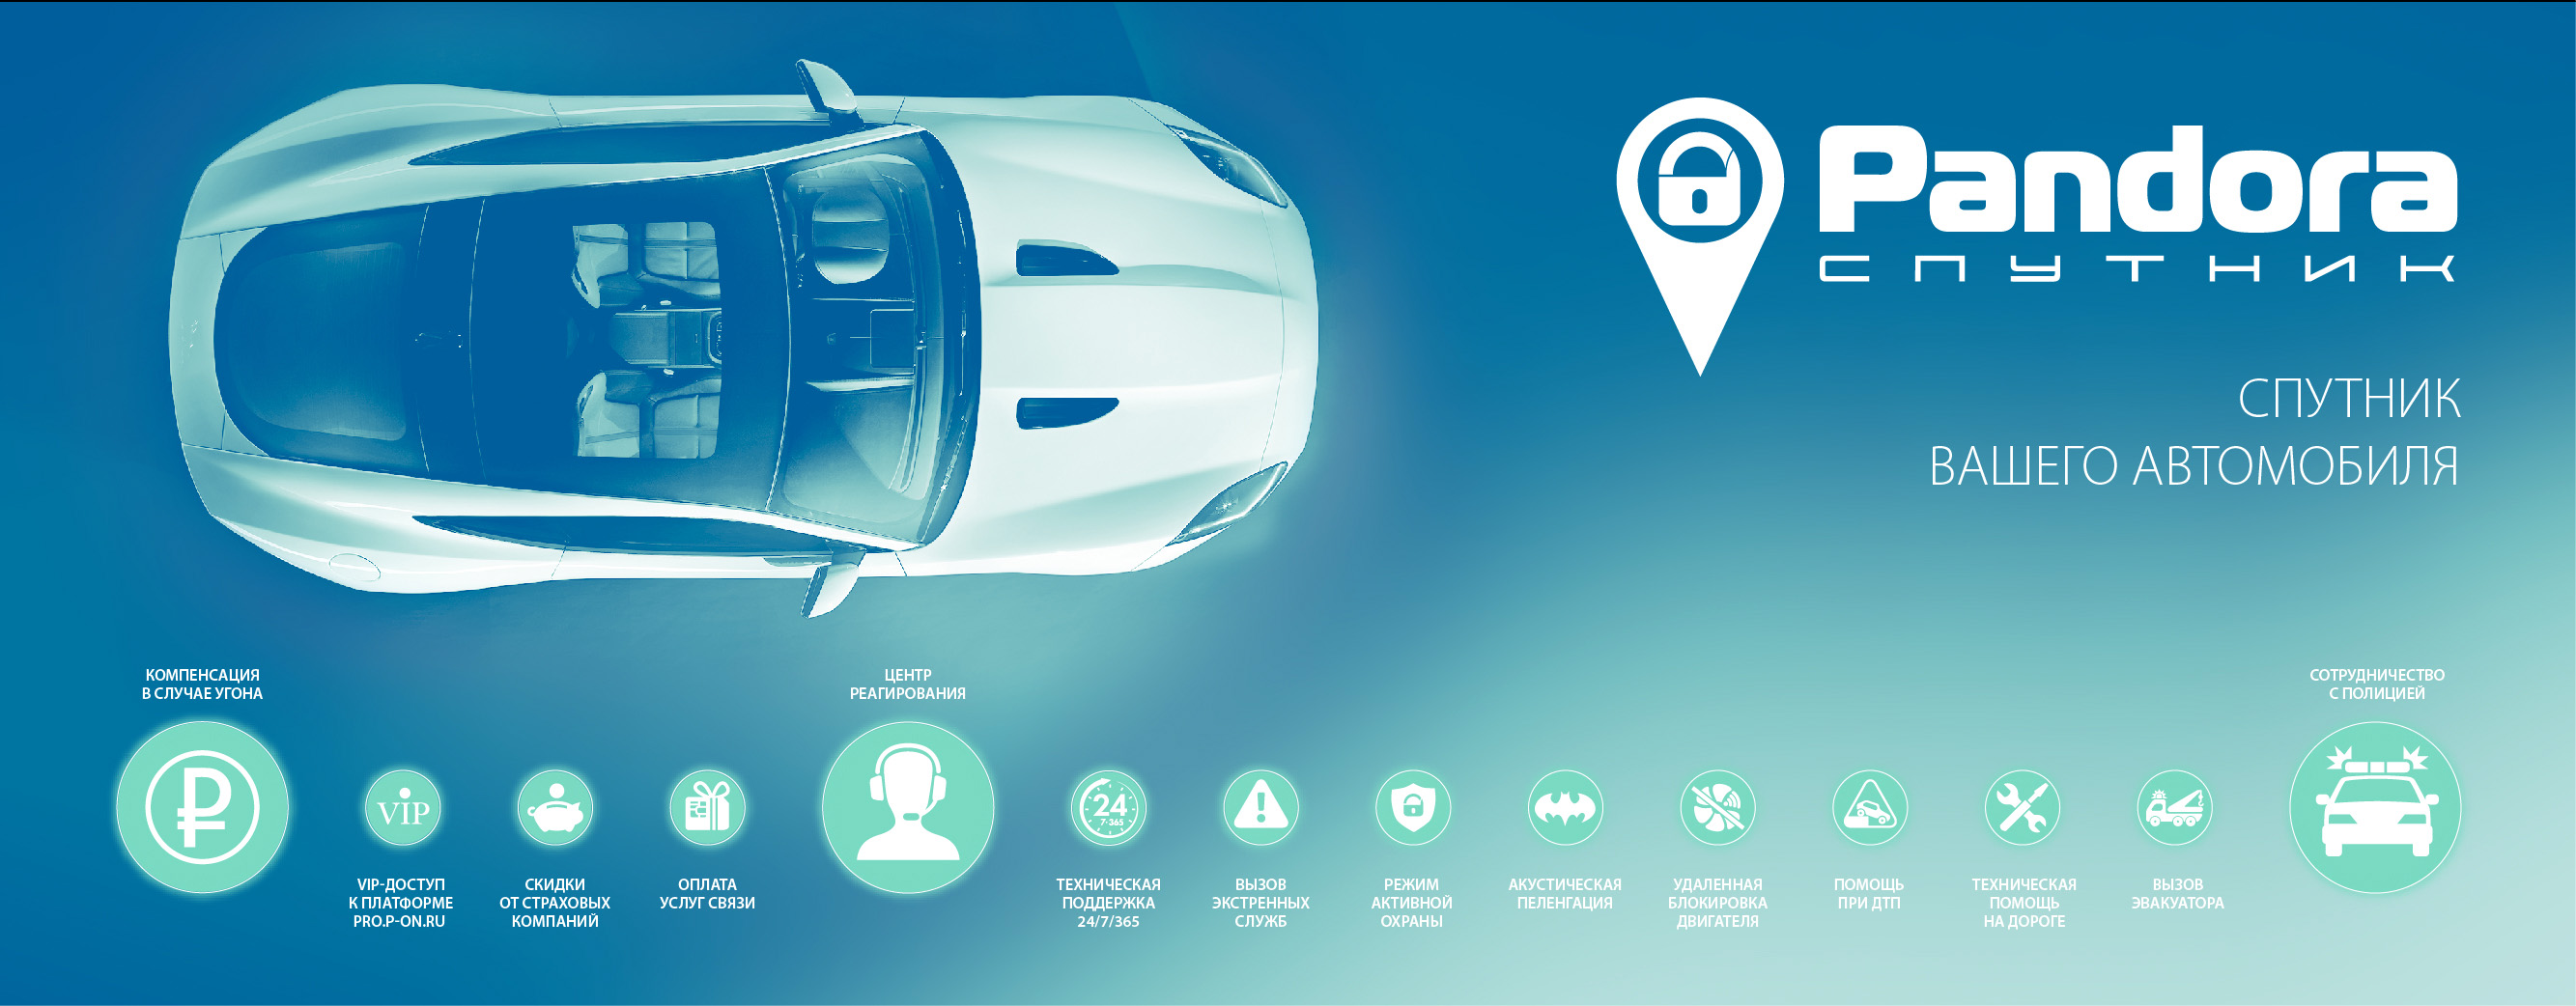 Pandora
СПУТНИК
СПУТНИК
ВАШЕГО АВТОМОБИЛЯ
КОМПЕНСАЦИЯ
В СЛУЧАЕ УГОНА
VIP
VIP-ДОСТУП
К ПЛАТФОРМЕ
PRO.P-ON.RU
СКИДКИ
ОТ СТРАХОВЫХ
КОМПАНИЙ
ОПЛАТА
УСЛУГ СВЯЗИ
ЦЕНТР
РЕАГИРОВАНИЯ
24
7·365
ТЕХНИЧЕСКАЯ
ПОДДЕРЖКА
24/7/365
ВЫЗОВ
ЭКСТРЕННЫХ
СЛУЖБ
РЕЖИМ
АКТИВНОЙ
ОХРАНЫ
АКУСТИЧЕСКАЯ
ПЕЛЕНГАЦИЯ
УДАЛЕННАЯ
БЛОКИРОВКА
ДВИГАТЕЛЯ
ПОМОЩЬ
ПРИ ДТП
ТЕХНИЧЕСКАЯ
ПОМОЩЬ
НА ДОРОГЕ
ВЫЗОВ
ЭВАКУАТОРА
СОТРУДНИЧЕСТВО
С ПОЛИЦИЕЙ